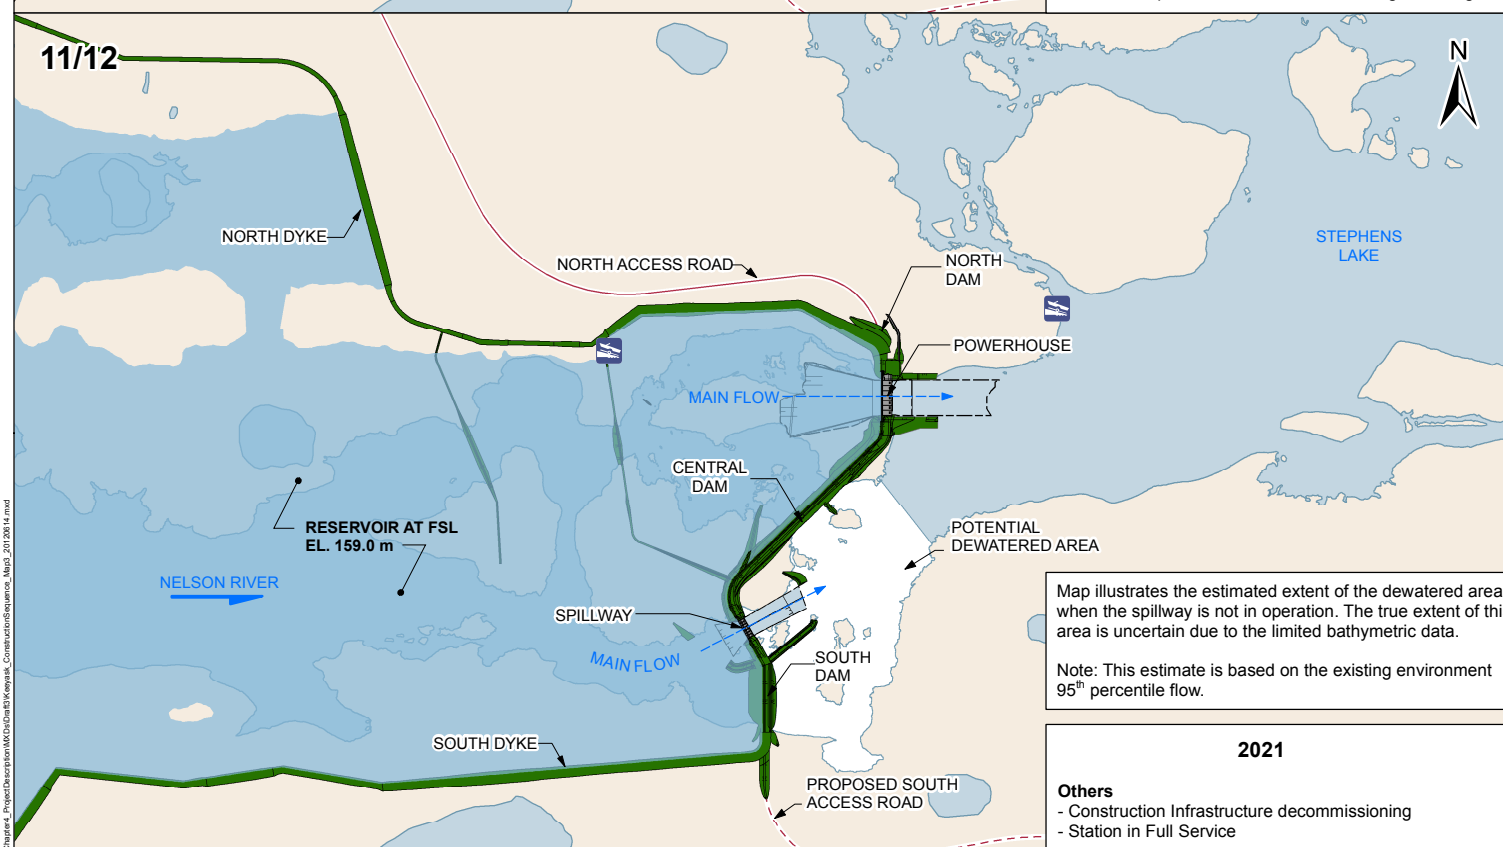 11/12
N
NORTH DYKE
NORTH ACCESS ROAD
NORTH
DAM
STEPHENS
LAKE
POWERHOUSE
MAIN FLOW
CENTRAL
DAM
RESERVOIR AT FSL
EL. 159.0 m
POTENTIAL
DEWATERED AREA
NELSON RIVER
SPILLWAY
MAIN FLOW
SOUTH
DAM
SOUTH DYKE
PROPOSED SOUTH
ACCESS ROAD
Map illustrates the estimated extent of the dewatered area
when the spillway is not in operation. The true extent of thi
area is uncertain due to the limited bathymetric data.
Note: This estimate is based on the existing environment
95th percentile flow.
2021
Others
- Construction Infrastructure decommissioning
- Station in Full Service